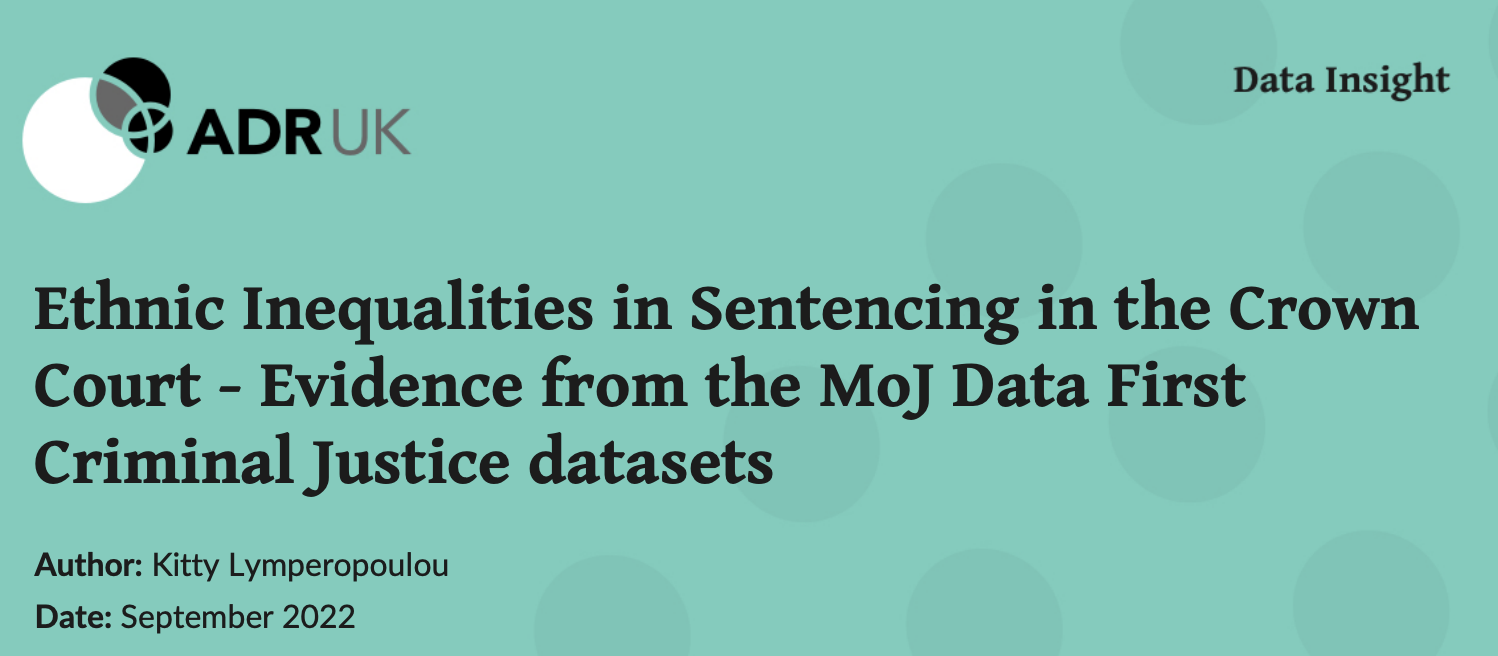 ADR UK
Data Insight
Ethnic Inequalities in Sentencing in the Crown
Court - Evidence from the MoJ Data First
Criminal Justice datasets
Author: Kitty Lymperopoulou
Date: September 2022